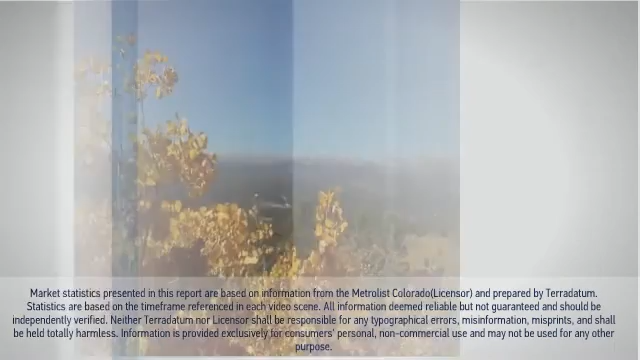 Market statistics presented in this report are based on information from the Metrolist Colorado(Licensor) and prepared by Terradatum.
Statistics are based on the timeframe referenced in each video scene. All information deemed reliable but not guaranteed and should be
independently verified. Neither Terradatum nor Licensor shall be responsible for any typographical errors, misinformation, misprints, and shall
be held totally harmless. Information is provided exclusively for consumers' personal, non-commercial use and may not be used for any other
purpose.